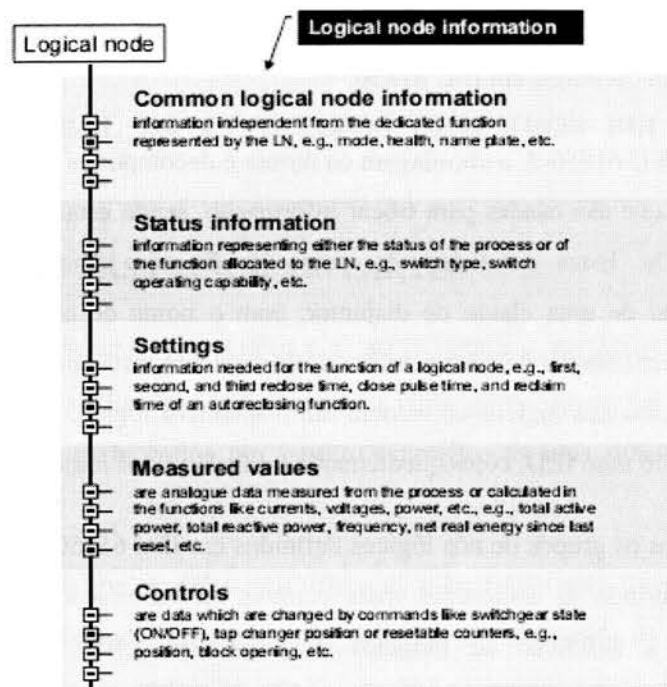 Logical node information
Logical node
Common logical node information
information independent from the dedicated function
represented by the LN, e.g., mode, health, name plate, etc.
Status information
information representing either the status of the process or of
the function allocated to the LN, e.g., switch type, switch
operating capability, etc.
Settings
information needed for the function of a logical node, e.g., first,
second, and third reclose time, close pulse time, and reclaim
time of an autoreclosing function.
Measured values
are analogue data measured from the process or calculated in
the functions like currents, voltages, power, etc., e.g., total active
power, total reactive power, frequency, net real energy since last
reset, etc.
Controls
are data which are changed by commands like switchgear state
(ON/OFF), tap changer position or resetable counters, e.g.,
position, block opening, etc.